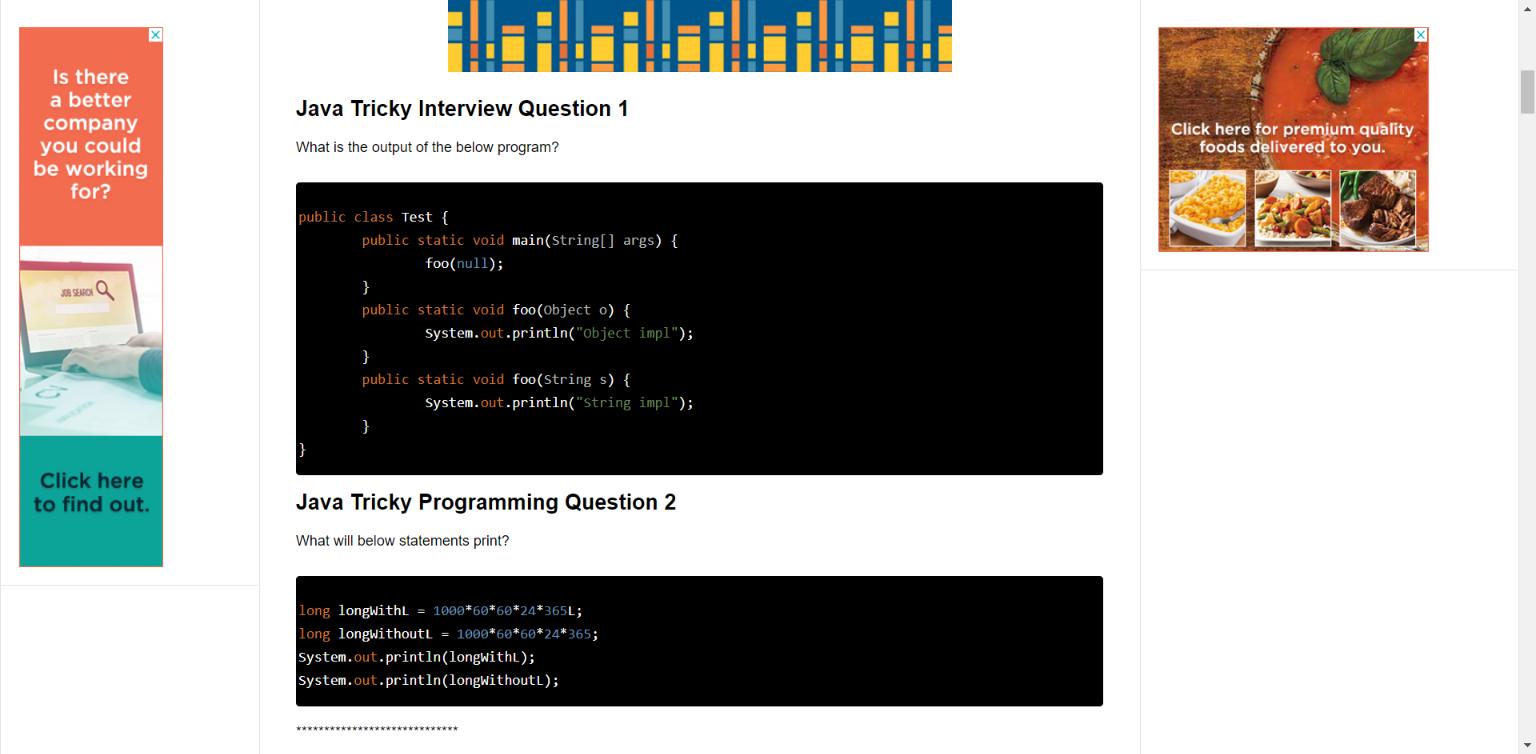 Is there
a better
company
you could
be working
for?
JOB SEARCH
Click here
to find out.
Java Tricky Interview Question 1
What is the output of the below program?
public class Test {
        public static void main(String[] args) {
                foo(null);
        }
        public static void foo(Object o) {
                System.out.println("Object impl");
        }
        public static void foo(String s) {
                System.out.println("String impl");
        }
}
Java Tricky Programming Question 2
What will below statements print?
long longWithL = 1000*60*60*24*365L;
long longWithoutL = 1000*60*60*24*365;
System.out.println(longWithL);
System.out.println(longWithoutL);
*****************************
Click here for premium quality
foods delivered to you.